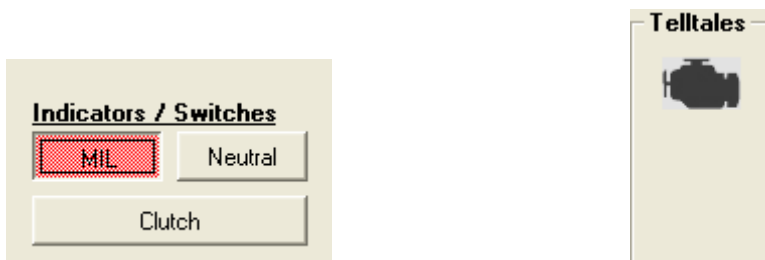 Telltales
Indicators / Switches
MIL
Neutral
Clutch